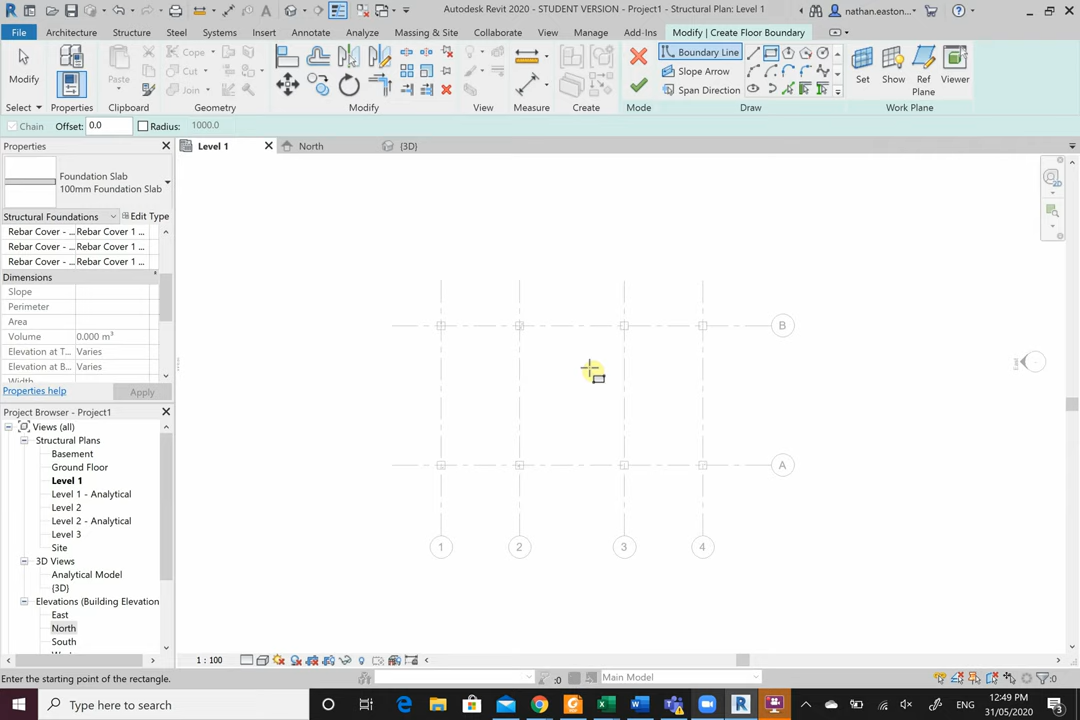 Autodesk Revit 2020 - STUDENT VERSION - Project1 - Structural Plan: Level 1
nathan.easton...
File Architecture Structure Steel Systems Insert Annotate Analyze Massing & Site Collaborate View Manage Add-Ins Modify | Create Floor Boundary
Modify Paste Cope Boundary Line
Cut Slope Arrow Set Show Ref Plane Viewer
Join Span Direction
Select Properties Clipboard Geometry Modify View Measure Create Mode Draw Work Plane
Chain Offset: 0.0 Radius: 1000.0
Properties Level 1 North {3D}
Foundation Slab
100mm Foundation Slab
Structural Foundations Edit Type
Rebar Cover - ... Rebar Cover 1 ...
Rebar Cover - ... Rebar Cover 1 ...
Rebar Cover - ... Rebar Cover 1 ...
Dimensions
Slope
Perimeter
Area
Volume 0.000 m³
Elevation at T... Varies
Elevation at B... Varies
Width
Properties help Apply
Project Browser - Project1
Views (all)
Structural Plans
Basement
Ground Floor
Level 1
Level 1 - Analytical
Level 2
Level 2 - Analytical
Level 3
Site
3D Views
Analytical Model
{3D}
Elevations (Building Elevation
East
North
South
B
East
A
1 2 3 4
1 : 100
Enter the starting point of the rectangle.
:0 Main Model :0
Type here to search
ENG
12:49 PM
31/05/2020
3